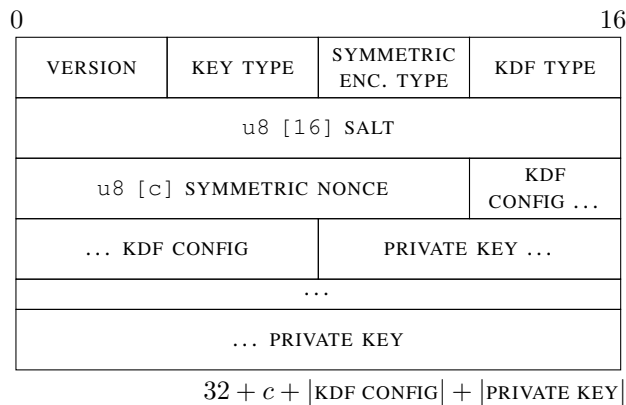 0 16
VERSION KEY TYPE SYMMETRIC ENC. TYPE KDF TYPE
u8 [16] SALT
u8 [c] SYMMETRIC NONCE KDF CONFIG ...
... KDF CONFIG PRIVATE KEY ...
...
... PRIVATE KEY
32 + c + |KDF CONFIG| + |PRIVATE KEY|